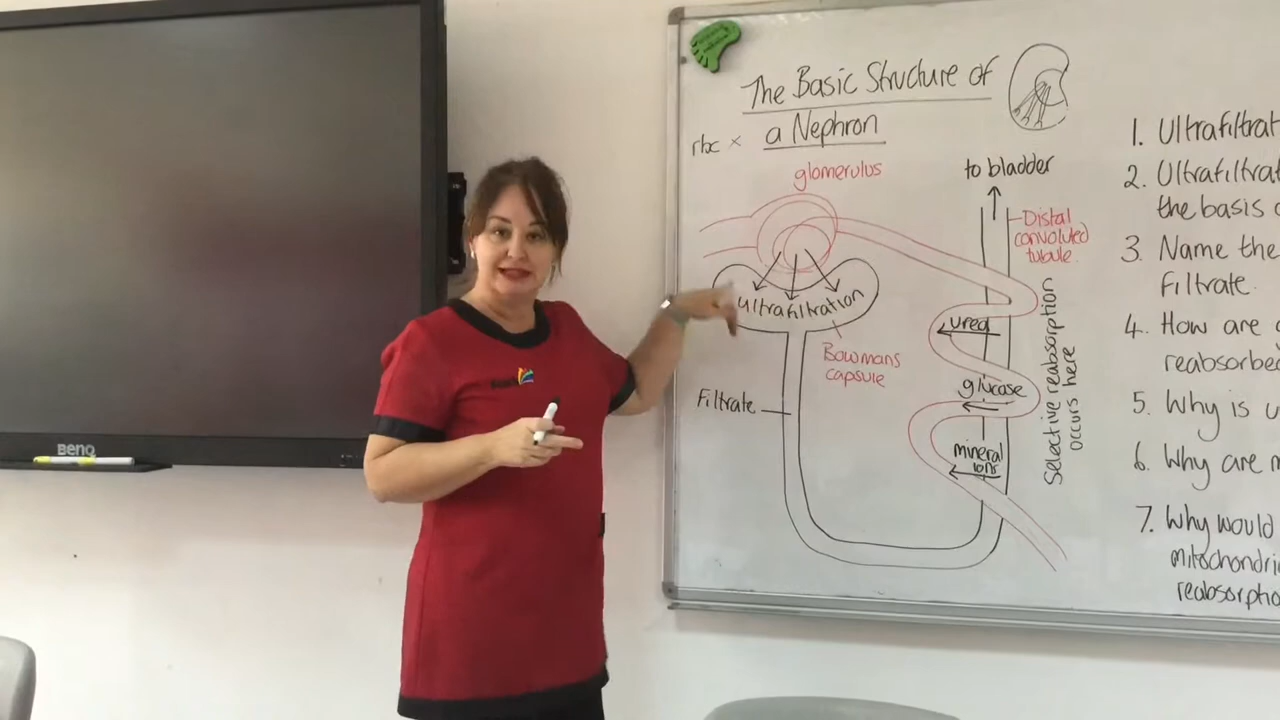 The Basic Structure of
a Nephron
rbc ×
glomerulus
to bladder
Distal
convoluted
tubule.
ultrafiltration
Bowmans
capsule
Filtrate
urea
glucose
mineral
ions
Selective reabsorption
occurs here
1. Ultrafiltrat
2. Ultrafiltrat
the basis o
3. Name the
Filtrate.
4. How are
reabsorbed
5. Why is u
6. Why are m
7. Why would
mitochondri
reabsorptio
BenQ